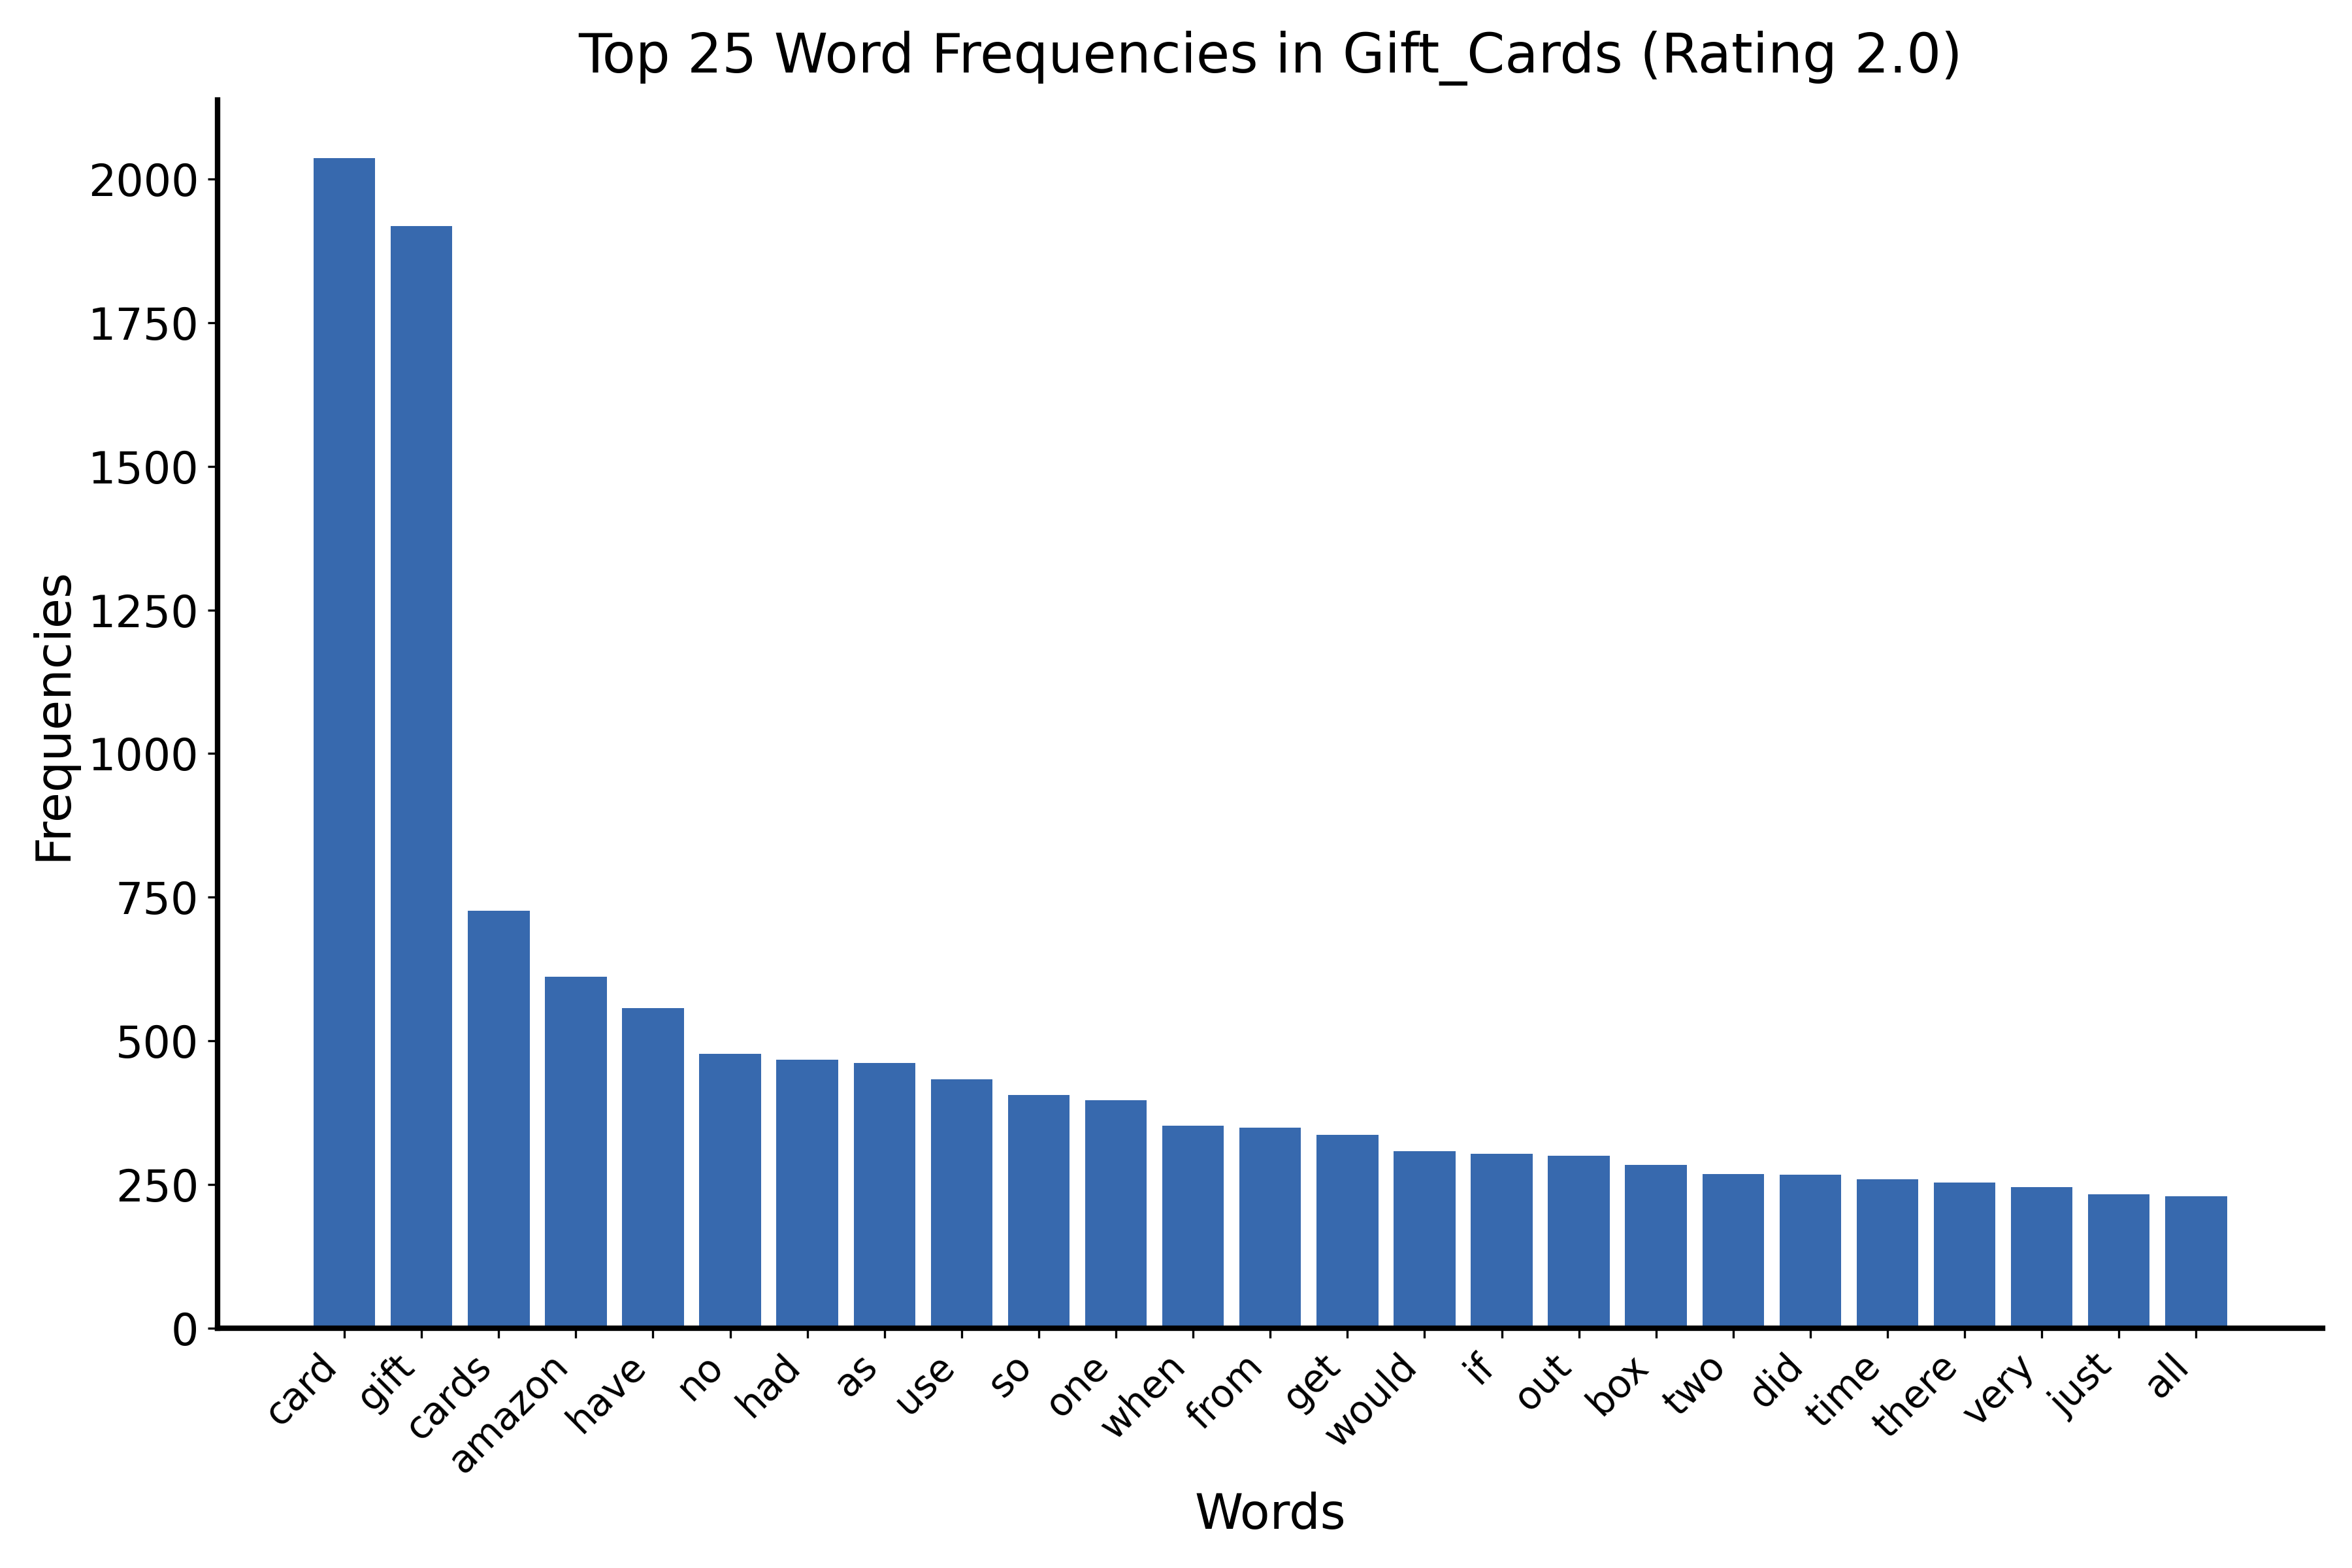 Top 25 Word Frequencies in Gift_Cards (Rating 2.0)
Frequencies
2000
1750
1500
1250
1000
750
500
250
0
card
gift
cards
amazon
have
no
had
as
use
so
one
when
from
get
would
if
out
box
two
did
time
there
very
just
all
Words